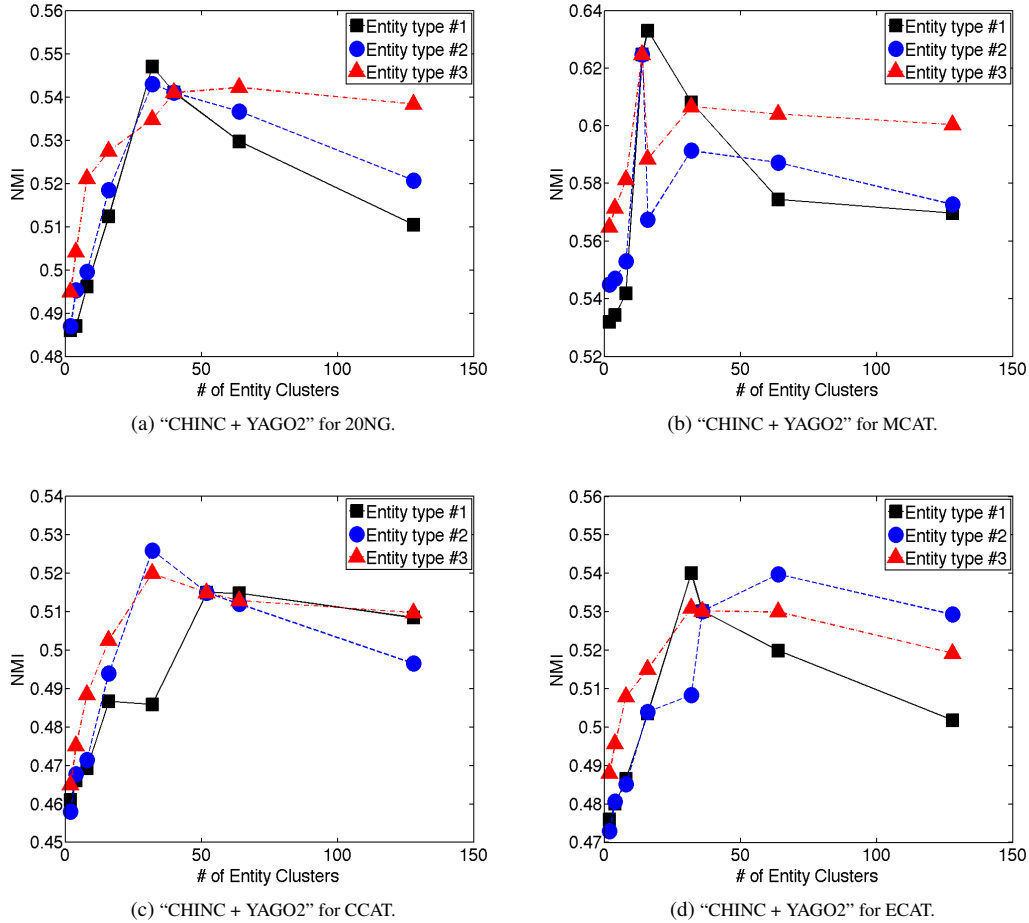 0.56
0.55
0.54
0.53
0.52
0.51
0.5
0.49
0.48
NMI
0 50 100 150
# of Entity Clusters
Entity type #1
Entity type #2
Entity type #3
(a) “CHINC + YAGO2” for 20NG.
0.64
0.62
0.6
0.58
0.56
0.54
0.52
NMI
0 50 100 150
# of Entity Clusters
Entity type #1
Entity type #2
Entity type #3
(b) “CHINC + YAGO2” for MCAT.
0.54
0.53
0.52
0.51
0.5
0.49
0.48
0.47
0.46
0.45
NMI
0 50 100 150
# of Entity Clusters
Entity type #1
Entity type #2
Entity type #3
(c) “CHINC + YAGO2” for CCAT.
0.56
0.55
0.54
0.53
0.52
0.51
0.5
0.49
0.48
0.47
NMI
0 50 100 150
# of Entity Clusters
Entity type #1
Entity type #2
Entity type #3
(d) “CHINC + YAGO2” for ECAT.